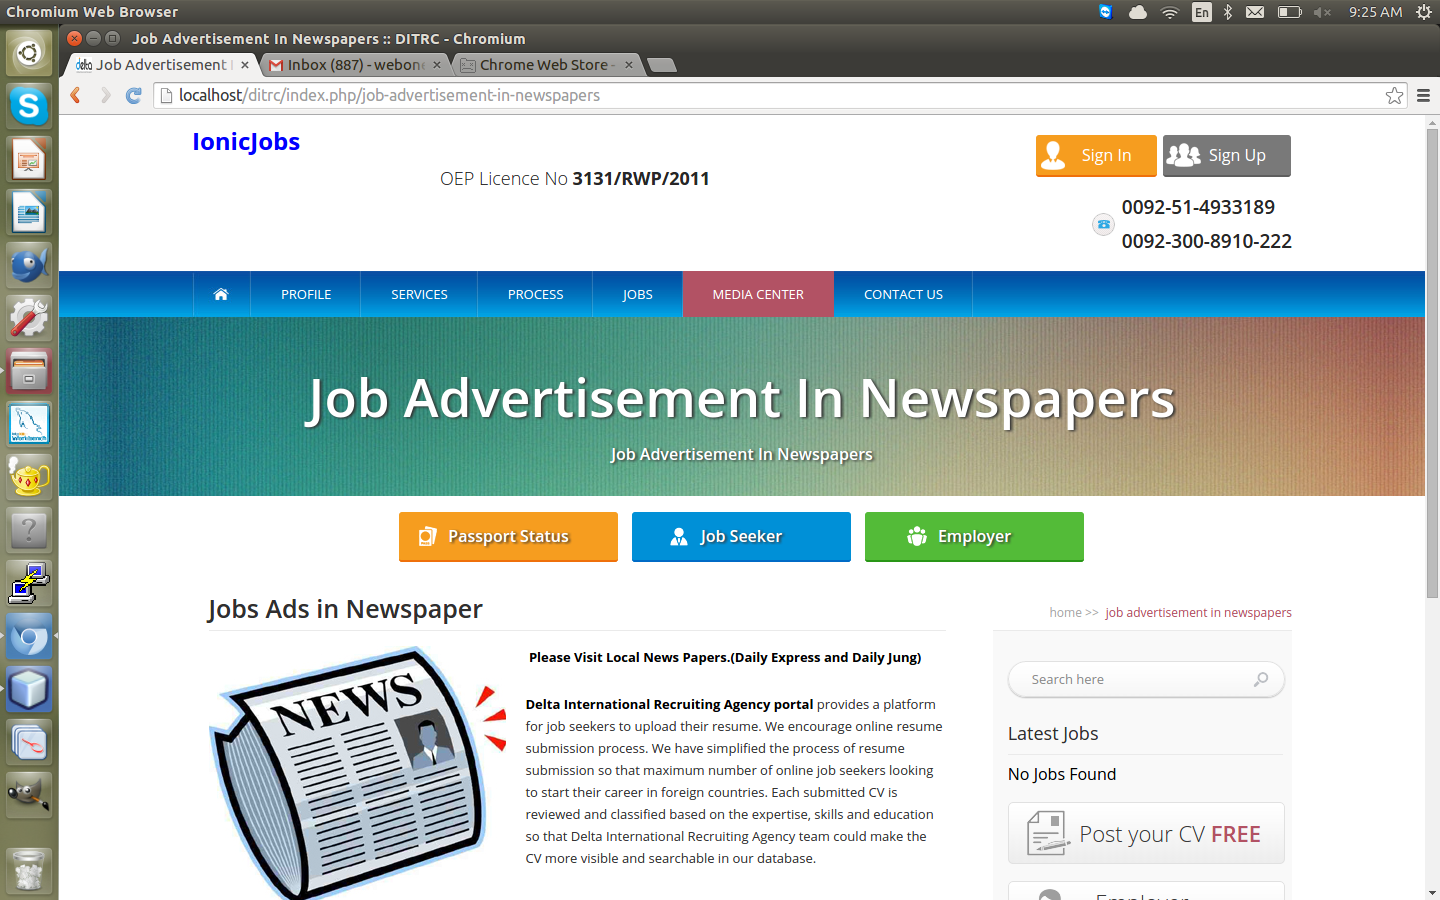 Chromium Web Browser
En
9:25 AM
Job Advertisement In Newspapers :: DITRC - Chromium
delta
Job Advertisement
Inbox (887) - webone
Chrome Web Store -
localhost/ditrc/index.php/job-advertisement-in-newspapers
IonicJobs
OEP Licence No 3131/RWP/2011
Sign In
Sign Up
0092-51-4933189
0092-300-8910-222
PROFILE
SERVICES
PROCESS
JOBS
MEDIA CENTER
CONTACT US
Job Advertisement In Newspapers
Job Advertisement In Newspapers
Passport Status
Job Seeker
Employer
Jobs Ads in Newspaper
home >> job advertisement in newspapers
NEWS
Please Visit Local News Papers.(Daily Express and Daily Jung)
Delta International Recruiting Agency portal provides a platform
for job seekers to upload their resume. We encourage online resume
submission process. We have simplified the process of resume
submission so that maximum number of online job seekers looking
to start their career in foreign countries. Each submitted CV is
reviewed and classified based on the expertise, skills and education
so that Delta International Recruiting Agency team could make the
CV more visible and searchable in our database.
Search here
Latest Jobs
No Jobs Found
Post your CV FREE
Employer